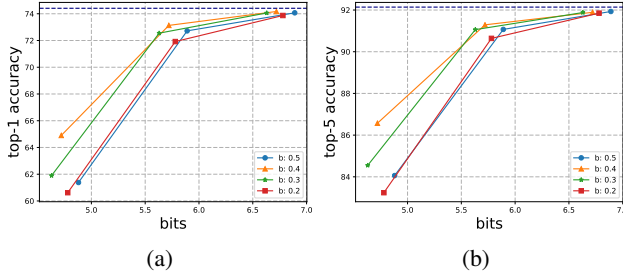 74
72
70
68
66
64
62
60
top-1 accuracy
5.0 5.5 6.0 6.5 7.0
bits
b: 0.5
b: 0.4
b: 0.3
b: 0.2
(a)
92
90
88
86
84
top-5 accuracy
5.0 5.5 6.0 6.5 7.0
bits
b: 0.5
b: 0.4
b: 0.3
b: 0.2
(b)